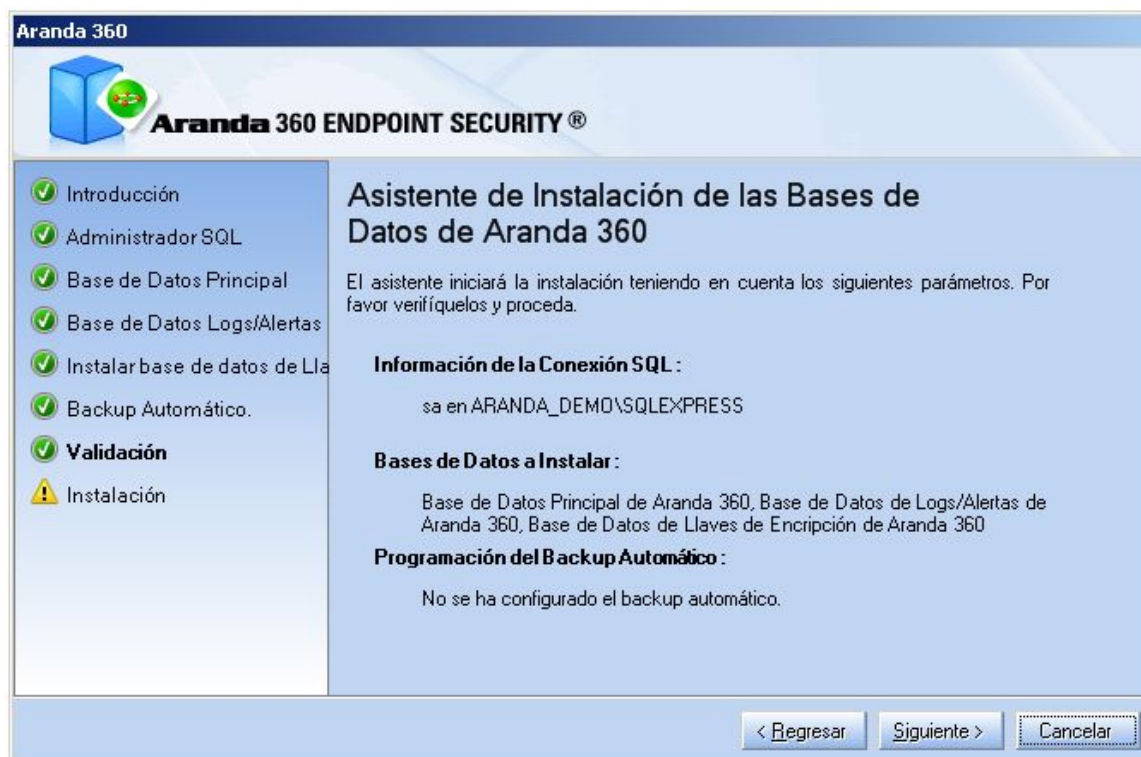 Aranda 360
Aranda 360 ENDPOINT SECURITY ®
Introducción
Administrador SQL
Base de Datos Principal
Base de Datos Logs/Alertas
Instalar base de datos de Lla
Backup Automático.
Validación
Instalación
Asistente de Instalación de las Bases de
Datos de Aranda 360
El asistente iniciará la instalación teniendo en cuenta los siguientes parámetros. Por
favor verifíquelos y proceda.
Información de la Conexión SQL :
sa en ARANDA_DEMO\SQLEXPRESS
Bases de Datos a Instalar :
Base de Datos Principal de Aranda 360, Base de Datos de Logs/Alertas de
Aranda 360, Base de Datos de Llaves de Encripción de Aranda 360
Programación del Backup Automático :
No se ha configurado el backup automático.
< Regresar
Siguiente >
Cancelar